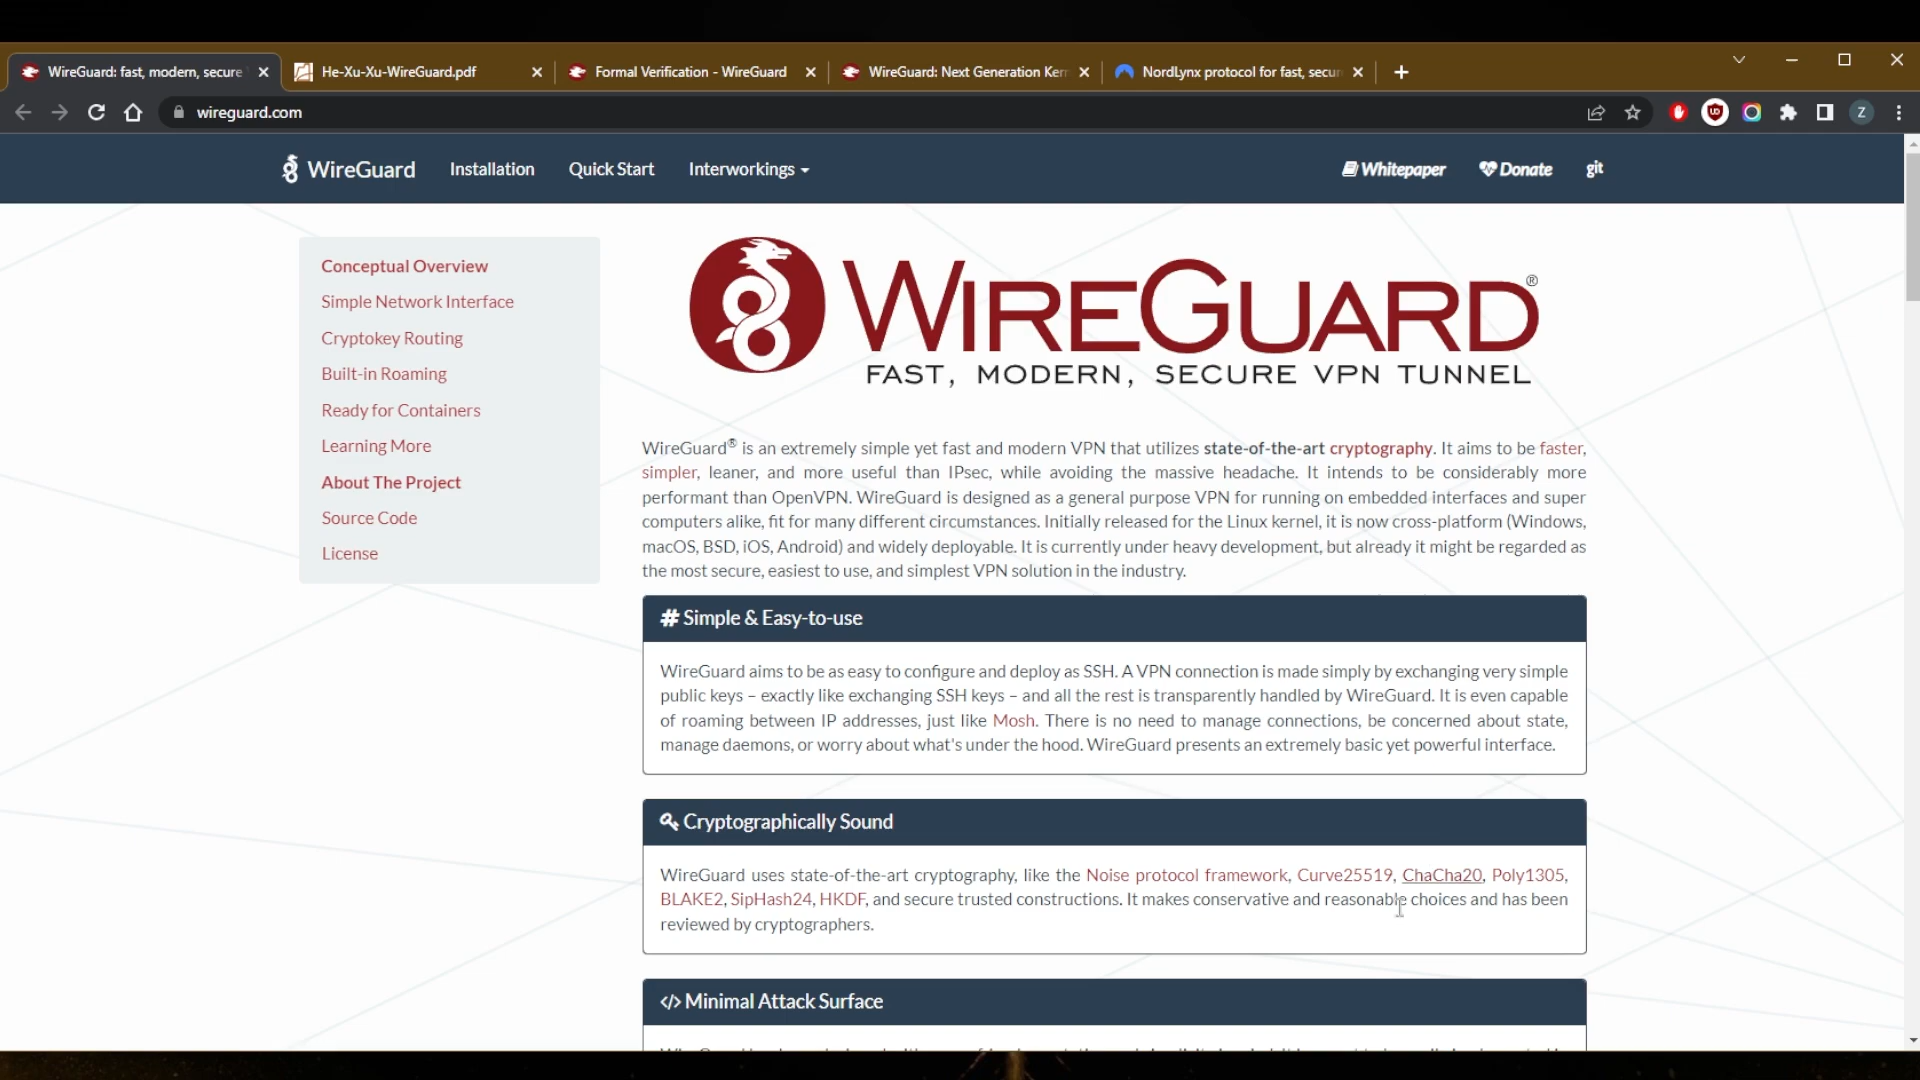 WireGuard: fast, modern, secure
He-Xu-Xu-WireGuard.pdf
Formal Verification - WireGuard
WireGuard: Next Generation Ker
NordLynx protocol for fast, secu
wireguard.com
Z
WireGuard
Installation
Quick Start
Interworkings
Whitepaper
Donate
git
Conceptual Overview
Simple Network Interface
Cryptokey Routing
Built-in Roaming
Ready for Containers
Learning More
About The Project
Source Code
License
WIREGUARD®
FAST, MODERN, SECURE VPN TUNNEL
WireGuard® is an extremely simple yet fast and modern VPN that utilizes state-of-the-art cryptography. It aims to be faster,
simpler, leaner, and more useful than IPsec, while avoiding the massive headache. It intends to be considerably more
performant than OpenVPN. WireGuard is designed as a general purpose VPN for running on embedded interfaces and super
computers alike, fit for many different circumstances. Initially released for the Linux kernel, it is now cross-platform (Windows,
macOS, BSD, iOS, Android) and widely deployable. It is currently under heavy development, but already it might be regarded as
the most secure, easiest to use, and simplest VPN solution in the industry.
# Simple & Easy-to-use
WireGuard aims to be as easy to configure and deploy as SSH. A VPN connection is made simply by exchanging very simple
public keys – exactly like exchanging SSH keys – and all the rest is transparently handled by WireGuard. It is even capable
of roaming between IP addresses, just like Mosh. There is no need to manage connections, be concerned about state,
manage daemons, or worry about what's under the hood. WireGuard presents an extremely basic yet powerful interface.
Cryptographically Sound
WireGuard uses state-of-the-art cryptography, like the Noise protocol framework, Curve25519, ChaCha20, Poly1305,
BLAKE2, SipHash24, HKDF, and secure trusted constructions. It makes conservative and reasonable choices and has been
reviewed by cryptographers.
</> Minimal Attack Surface